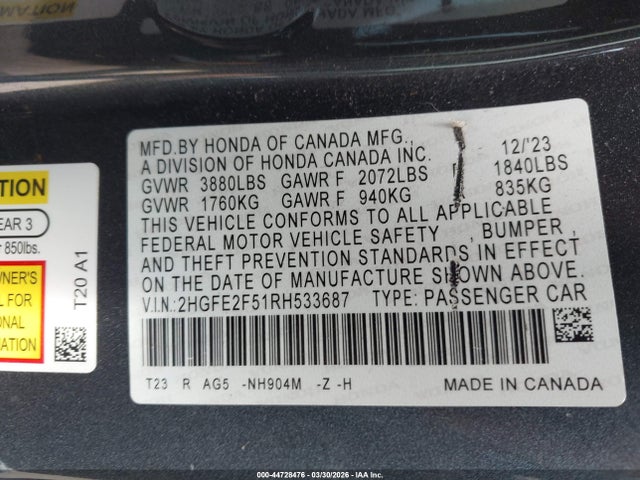 MFD.BY HONDA OF CANADA MFG., 12/'23
A DIVISION OF HONDA CANADA INC.
GVWR 3880LBS GAWR F 2072LBS 1840LBS
GVWR 1760KG GAWR F 940KG 835KG
THIS VEHICLE CONFORMS TO ALL APPLICABLE
FEDERAL MOTOR VEHICLE SAFETY , BUMPER ,
AND THEFT PREVENTION STANDARDS IN EFFECT
ON THE DATE OF MANUFACTURE SHOWN ABOVE.
V.I.N:2HGFE2F51RH533687 TYPE: PASSENGER CAR
T23 R AG5 -NH904M -Z -H MADE IN CANADA
TION
EAR 3
850lbs.
WNER'S
L FOR
ONAL
MATION
T20 A1
000-44728476 - 03/30/2026 - IAA Inc.